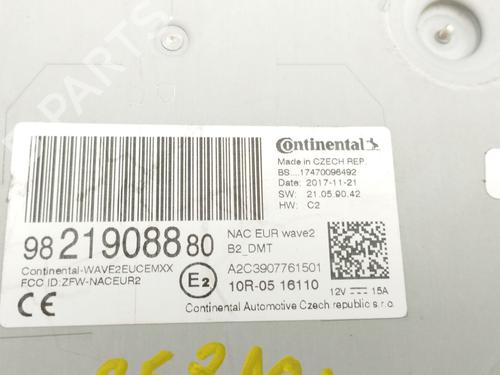 Continental
Made in CZECH REP.
BS....17470096492
Date: 2017-11-21
SW: 21.05.90.42
HW: C2
98 219088 80
NAC EUR wave2
B2_DMT
Continental-WAVE2EUCEMXX
FCC ID:ZFW-NACEUR2
E2
A2C3907761501
10R-05 16110
12V 15A
CE
Continental Automotive Czech republic s.r.o.